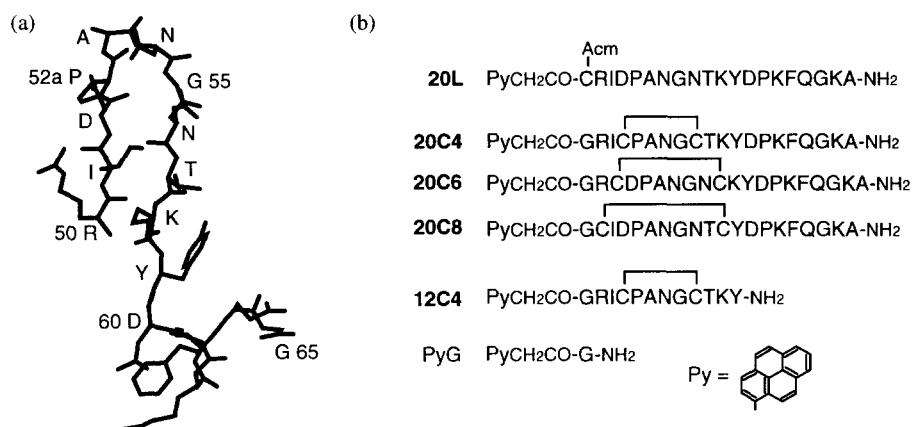 (a)
A
N
52a P
G 55
D
N
I
T
K
50 R
Y
60 D
G 65
(b)
Acm
20L PyCH2CO-CRIDPANGNTKYDPKFQGKA-NH2
20C4 PyCH2CO-GRICPANGCTKYDPKFQGKA-NH2
20C6 PyCH2CO-GRCDPANGNCKYDPKFQGKA-NH2
20C8 PyCH2CO-GCIDPANGNTCYDPKFQGKA-NH2
12C4 PyCH2CO-GRICPANGCTKY-NH2
PyG PyCH2CO-G-NH2
Py =